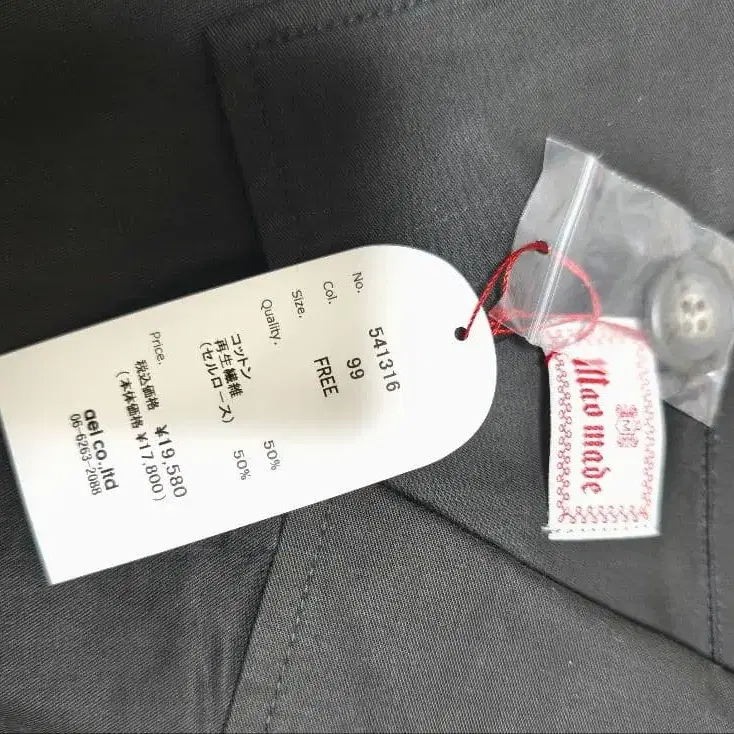 No. 541316
Col. 99
Size. FREE
Quality.
コットン 50%
再生繊維 50%
(セルロース)
Price.
税込価格 ¥19,580
(本体価格 ¥17,800)
ael co.,ltd
06-6263-2088
Mao made